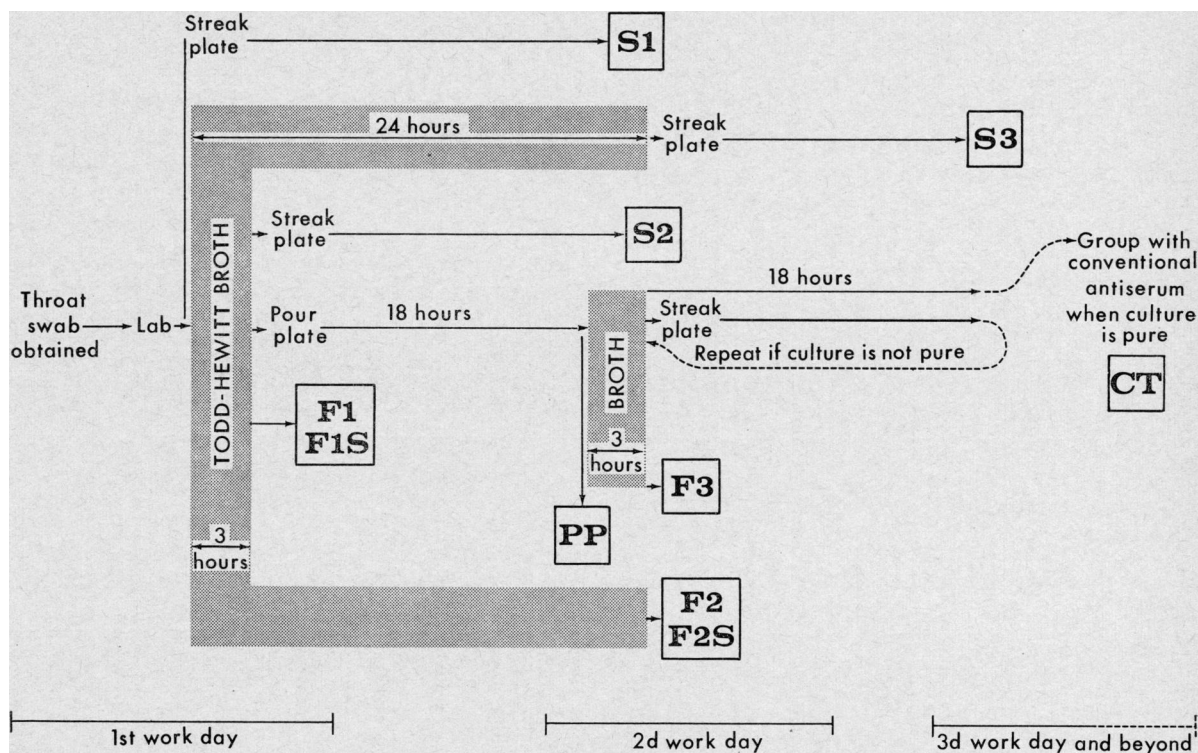 Streak
plate
S1
24 hours
Streak
plate
S3
Streak
plate
S2
Group with
conventional
antiserum
when culture
is pure
CT
18 hours
Throat
swab
obtained
Lab
TODD-HEWITT BROTH
Pour
plate
18 hours
Streak
plate
Repeat if culture is not pure
BROTH
F1
F1S
3
hours
F3
PP
3
hours
F2
F2S
1st work day
2d work day
3d work day and beyond